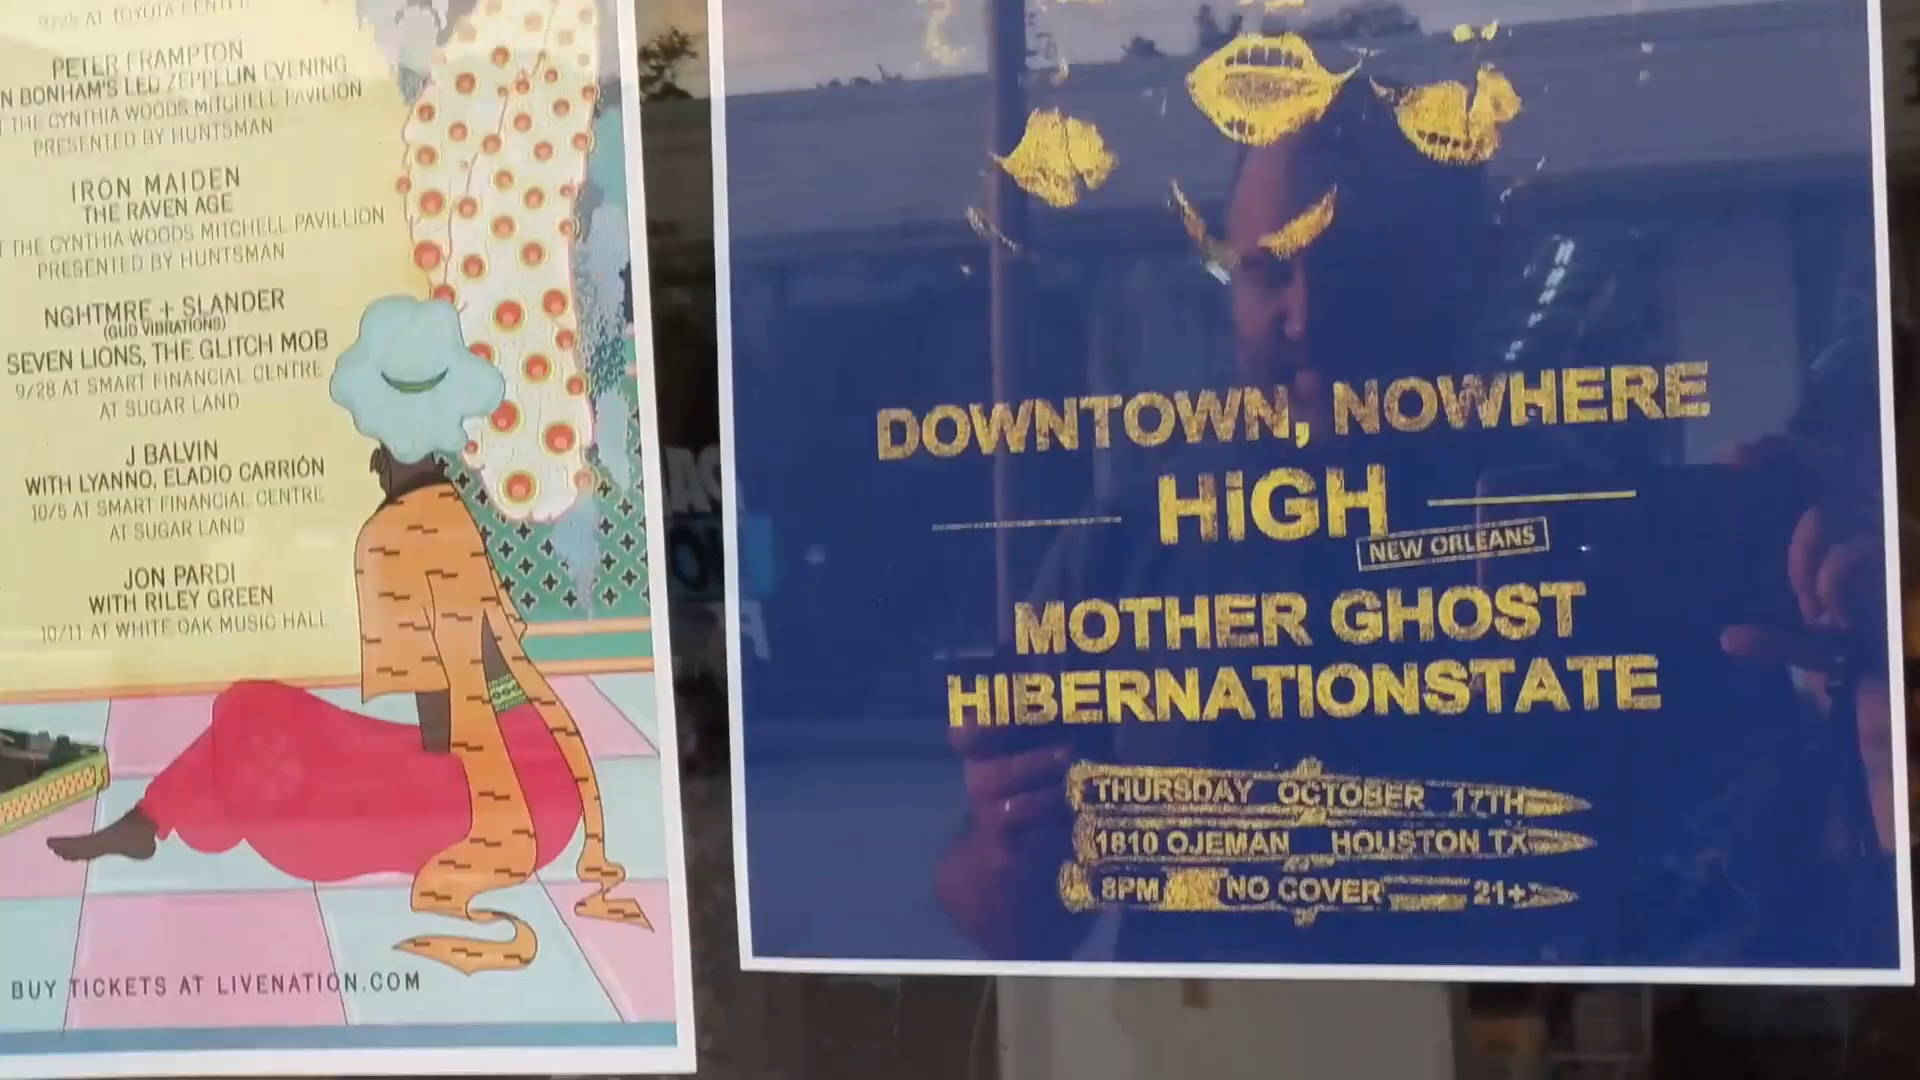 9/25 AT TOYOTA CENTER
PETER FRAMPTON
N BONHAM'S LED ZEPPELIN EVENING
THE CYNTHIA WOODS MITCHELL PAVILION
PRESENTED BY HUNTSMAN
IRON MAIDEN
THE RAVEN AGE
THE CYNTHIA WOODS MITCHELL PAVILLION
PRESENTED BY HUNTSMAN
NGHTMRE + SLANDER
(GUD VIBRATIONS)
SEVEN LIONS, THE GLITCH MOB
9/28 AT SMART FINANCIAL CENTRE
AT SUGAR LAND
J BALVIN
WITH LYANNO, ELADIO CARRIÓN
10/5 AT SMART FINANCIAL CENTRE
AT SUGAR LAND
JON PARDI
WITH RILEY GREEN
10/11 AT WHITE OAK MUSIC HALL
BUY TICKETS AT LIVENATION.COM
DOWNTOWN, NOWHERE
HiGH
NEW ORLEANS
MOTHER GHOST
HIBERNATIONSTATE
THURSDAY OCTOBER 17TH
1810 OJEMAN HOUSTON TX
8PM NO COVER 21+